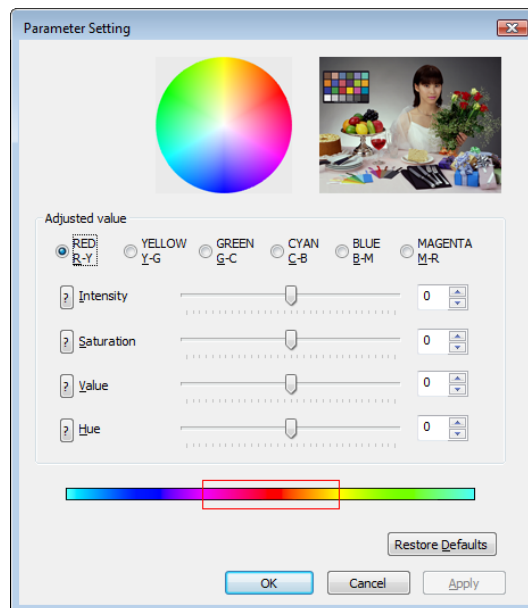 Parameter Setting
Adjusted value
RED YELLOW GREEN CYAN BLUE MAGENTA
R-Y Y-G G-C C-B B-M M-R
? Intensity 0
? Saturation 0
? Value 0
? Hue 0
Restore Defaults
OK Cancel Apply